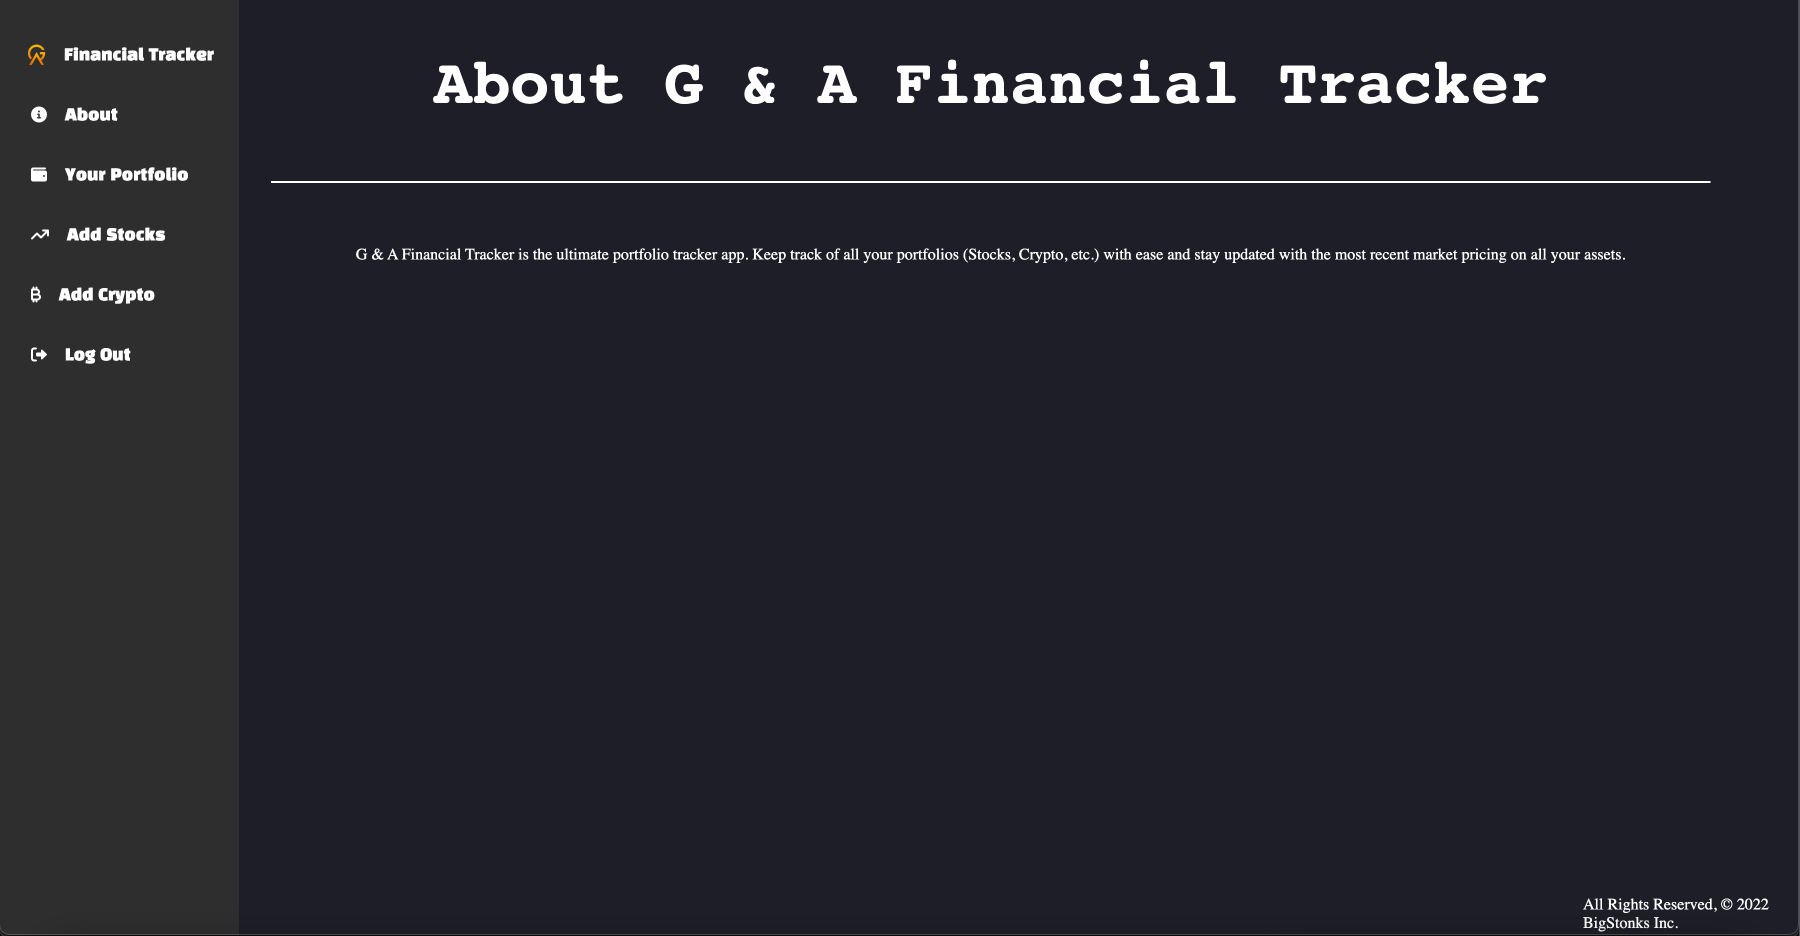 Financial Tracker
About
Your Portfolio
Add Stocks
Add Crypto
Log Out
About G & A Financial Tracker
G & A Financial Tracker is the ultimate portfolio tracker app. Keep track of all your portfolios (Stocks, Crypto, etc.) with ease and stay updated with the most recent market pricing on all your assets.
All Rights Reserved, © 2022
BigStonks Inc.